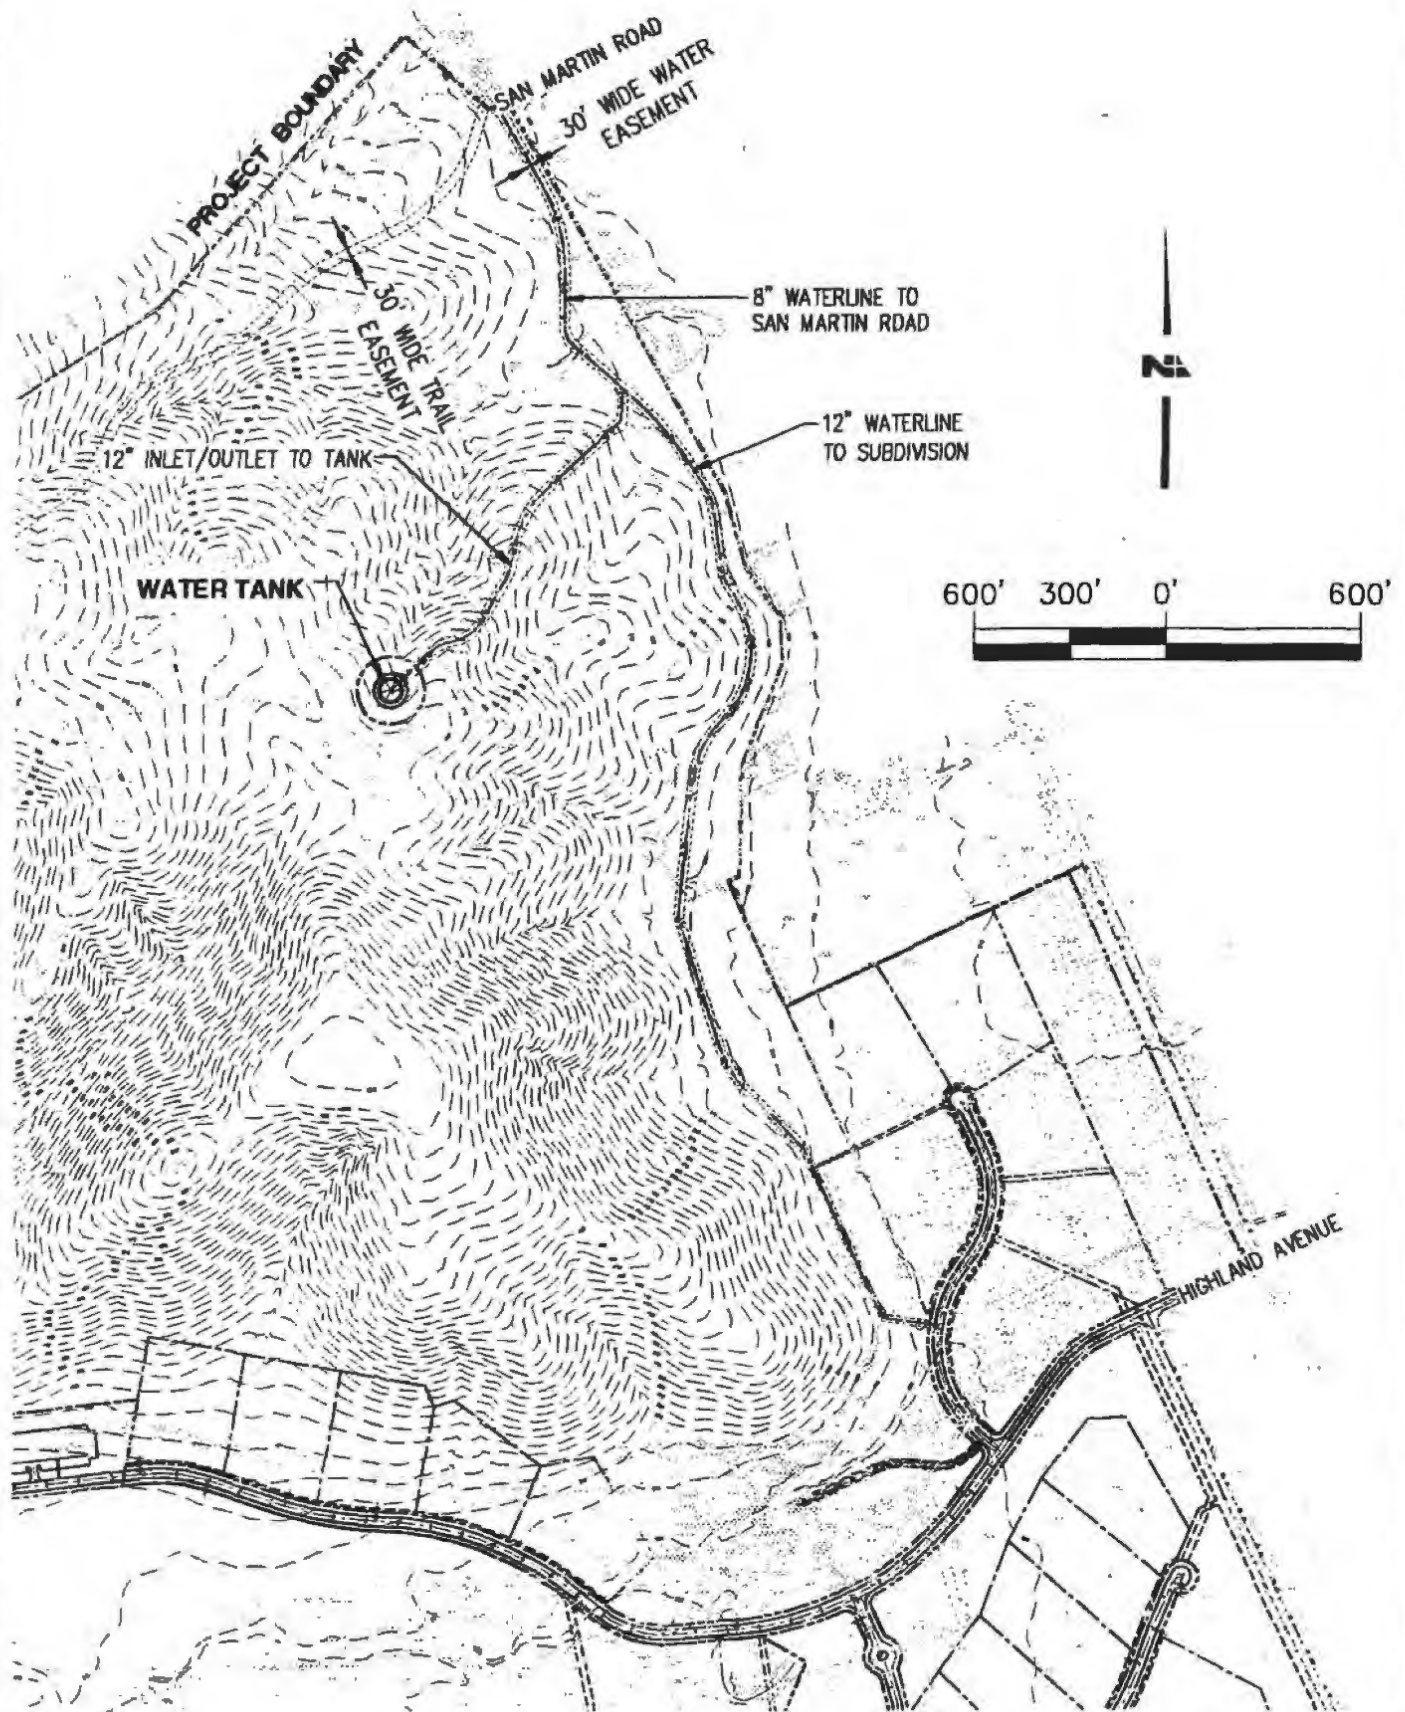 PROJECT BOUNDARY
SAN MARTIN ROAD
30' WIDE WATER
EASEMENT
8" WATERLINE TO
SAN MARTIN ROAD
30' WIDE TRAIL
EASEMENT
12" WATERLINE
TO SUBDIVISION
12" INLET/OUTLET TO TANK
WATER TANK
N
600' 300' 0' 600'
HIGHLAND AVENUE